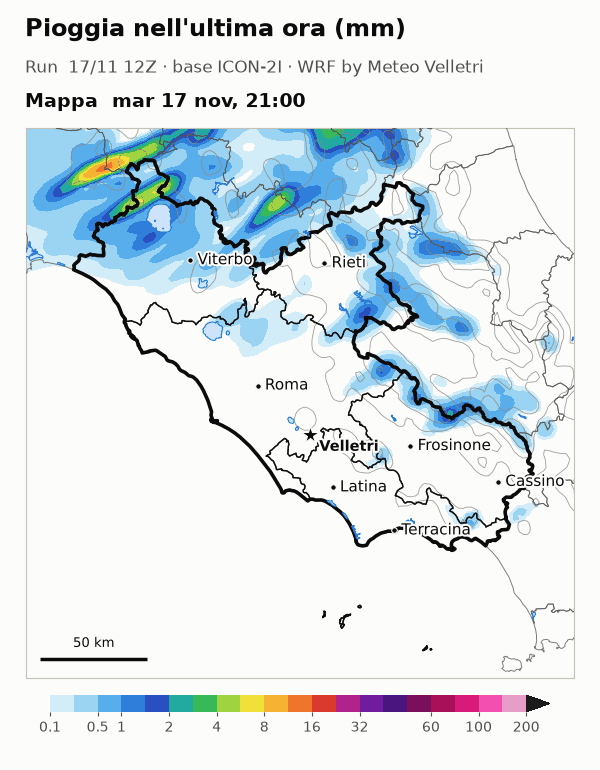 Pioggia nell'ultima ora (mm)
Run 17/11 12Z · base ICON-2I · WRF by Meteo Velletri
Mappa mar 17 nov, 21:00
Viterbo
Rieti
Roma
Velletri
Frosinone
Cassino
Latina
Terracina
50 km
0.1 0.5 1 2 4 8 16 32 60 100 200